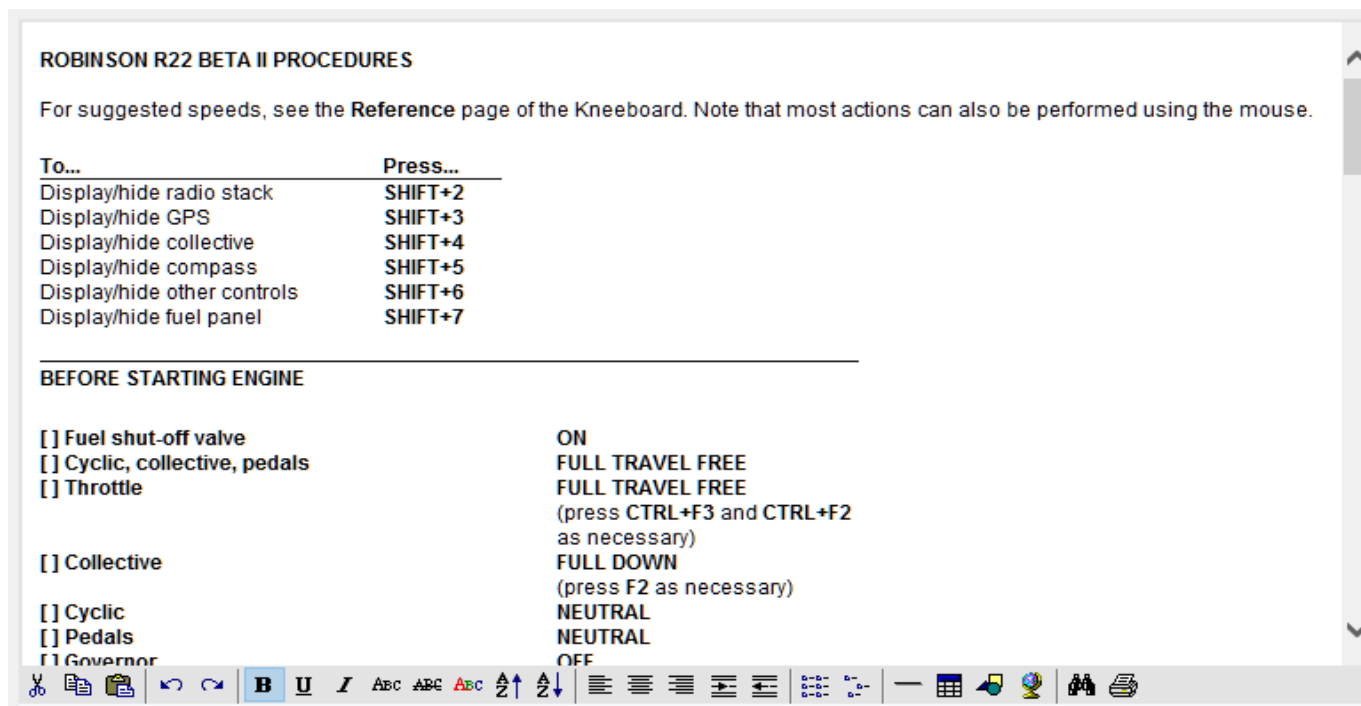 ROBINSON R22 BETA II PROCEDURES
For suggested speeds, see the Reference page of the Kneeboard. Note that most actions can also be performed using the mouse.
To... Press...
Display/hide radio stack SHIFT+2
Display/hide GPS SHIFT+3
Display/hide collective SHIFT+4
Display/hide compass SHIFT+5
Display/hide other controls SHIFT+6
Display/hide fuel panel SHIFT+7
BEFORE STARTING ENGINE
[ ] Fuel shut-off valve ON
[ ] Cyclic, collective, pedals FULL TRAVEL FREE
[ ] Throttle FULL TRAVEL FREE
(press CTRL+F3 and CTRL+F2
as necessary)
[ ] Collective FULL DOWN
(press F2 as necessary)
[ ] Cyclic NEUTRAL
[ ] Pedals NEUTRAL
[ ] Governor OFF
B U I ABC ABC ABC A Z A Z